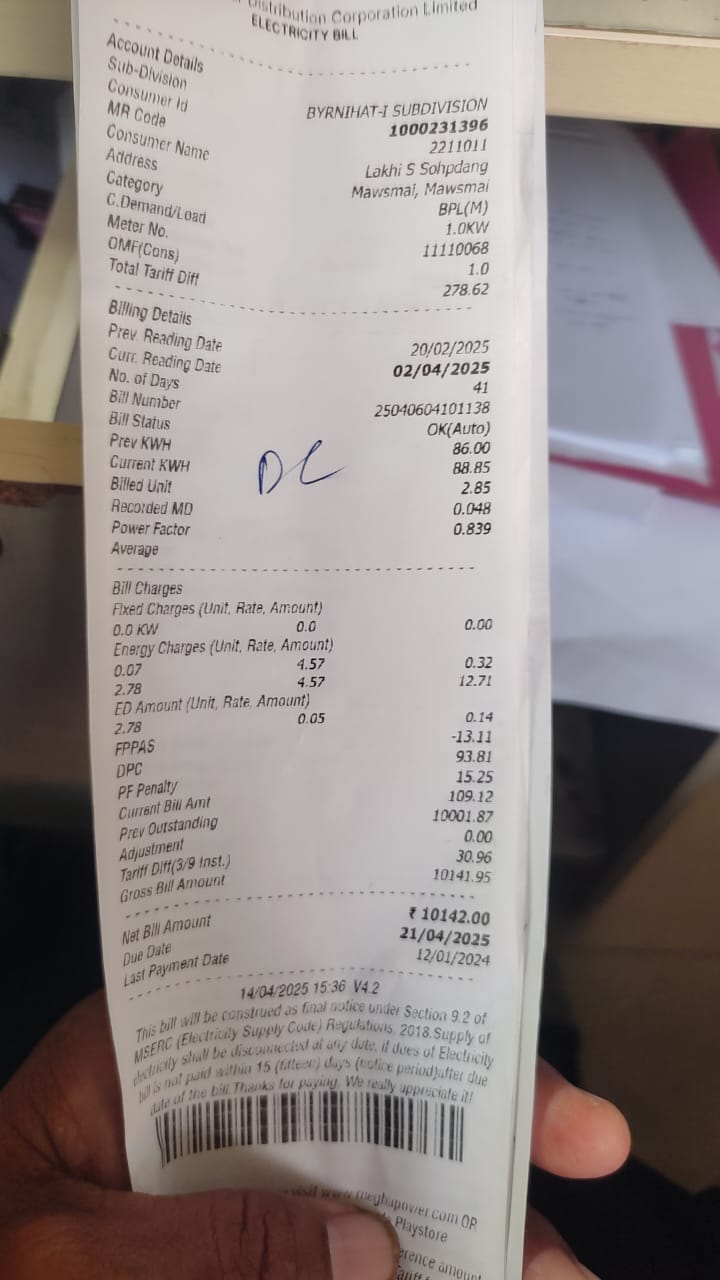 Distribution Corporation Limited
ELECTRICITY BILL
Account Details
Sub-Division BYRNIHAT-I SUBDIVISION
Consumer Id 1000231396
MR Code 2211011
Consumer Name Lakhi S Sohpdang
Address Mawsmai, Mawsmai
Category BPL(M)
C.Demand/Load 1.0KW
Meter No. 11110068
OMF(Cons) 1.0
Total Tariff Diff 278.62
Billing Details
Prev. Reading Date 20/02/2025
Curr. Reading Date 02/04/2025
No. of Days 41
Bill Number 25040604101138
Bill Status OK(Auto)
Prev KWH 86.00
Current KWH 88.85
Billed Unit 2.85
Recorded MD 0.048
Power Factor 0.839
Average
DC
Bill Charges
Fixed Charges (Unit, Rate, Amount)
0.0 KW 0.0 0.00
Energy Charges (Unit, Rate, Amount)
0.07 4.57 0.32
2.78 4.57 12.71
ED Amount (Unit, Rate, Amount)
2.78 0.05 0.14
FPPAS -13.11
DPC 93.81
PF Penalty 15.25
Current Bill Amt 109.12
Prev Outstanding 10001.87
Adjustment 0.00
Tariff Diff(3/9 Inst.) 30.96
Gross Bill Amount 10141.95
Net Bill Amount ₹ 10142.00
Due Date 21/04/2025
Last Payment Date 12/01/2024
14/04/2025 15:36 V4.2
This bill will be construed as final notice under Section 9.2 of
MSERC (Electricity Supply Code) Regulations, 2018.Supply of
electricity shall be disconnected at any date, if dues of Electricity
bill is not paid within 15 (fifteen) days (notice period)after due
date of the bill.Thanks for paying. We really appreciate it!
visit www.meghapower.com OR
Playstore
amount